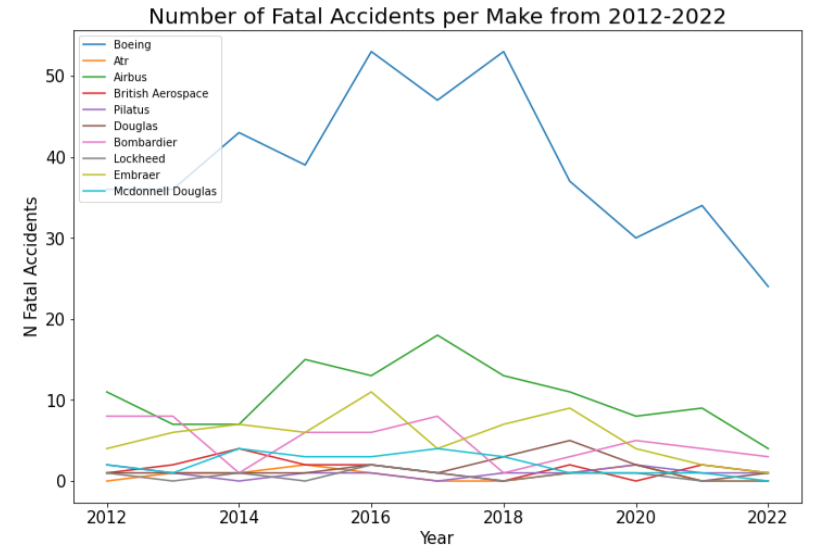 Number of Fatal Accidents per Make from 2012-2022
Boeing
Atr
Airbus
British Aerospace
Pilatus
Douglas
Bombardier
Lockheed
Embraer
Mcdonnell Douglas
N Fatal Accidents
50
40
30
20
10
0
2012 2014 2016 2018 2020 2022
Year